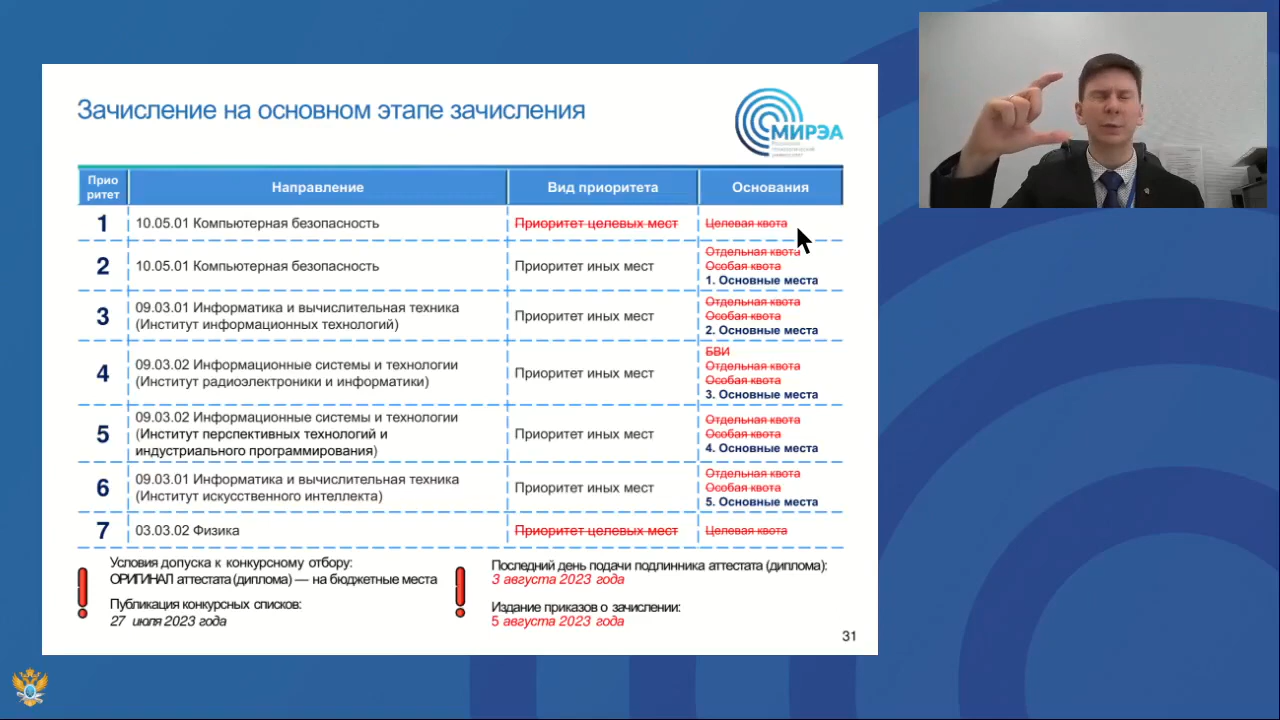 Зачисление на основном этапе зачисления
МИРЭА
Прио
ритет
Направление
Вид приоритета
Основания
1
10.05.01 Компьютерная безопасность
Приоритет целевых мест
Целевая квота
2
10.05.01 Компьютерная безопасность
Приоритет иных мест
Отдельная квота
Особая квота
1. Основные места
3
09.03.01 Информатика и вычислительная техника
(Институт информационных технологий)
Приоритет иных мест
Отдельная квота
Особая квота
2. Основные места
4
09.03.02 Информационные системы и технологии
(Институт радиоэлектроники и информатики)
Приоритет иных мест
БВИ
Отдельная квота
Особая квота
3. Основные места
5
09.03.02 Информационные системы и технологии
(Институт перспективных технологий и
индустриального программирования)
Приоритет иных мест
Отдельная квота
Особая квота
4. Основные места
6
09.03.01 Информатика и вычислительная техника
(Институт искусственного интеллекта)
Приоритет иных мест
Отдельная квота
Особая квота
5. Основные места
7
03.03.02 Физика
Приоритет целевых мест
Целевая квота
Условия допуска к конкурсному отбору:
ОРИГИНАЛ аттестата (диплома) — на бюджетные места
Публикация конкурсных списков:
27 июля 2023 года
Последний день подачи подлинника аттестата (диплома):
3 августа 2023 года
Издание приказов о зачислении:
5 августа 2023 года
31